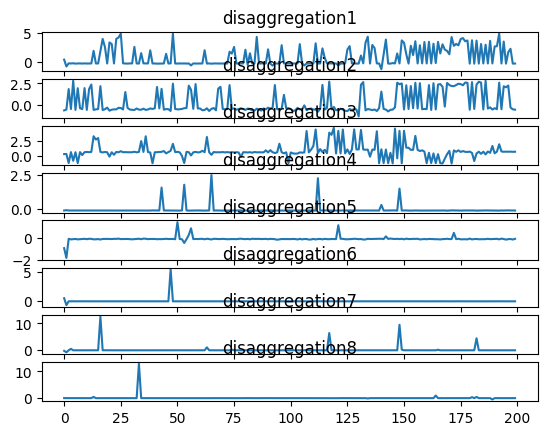 disaggregation1
5
0
disaggregation2
2.5
0.0
disaggregation3
2.5
0.0
disaggregation4
2.5
0.0
disaggregation5
0
−2
disaggregation6
5
0
disaggregation7
10
0
disaggregation8
10
0
0 25 50 75 100 125 150 175 200